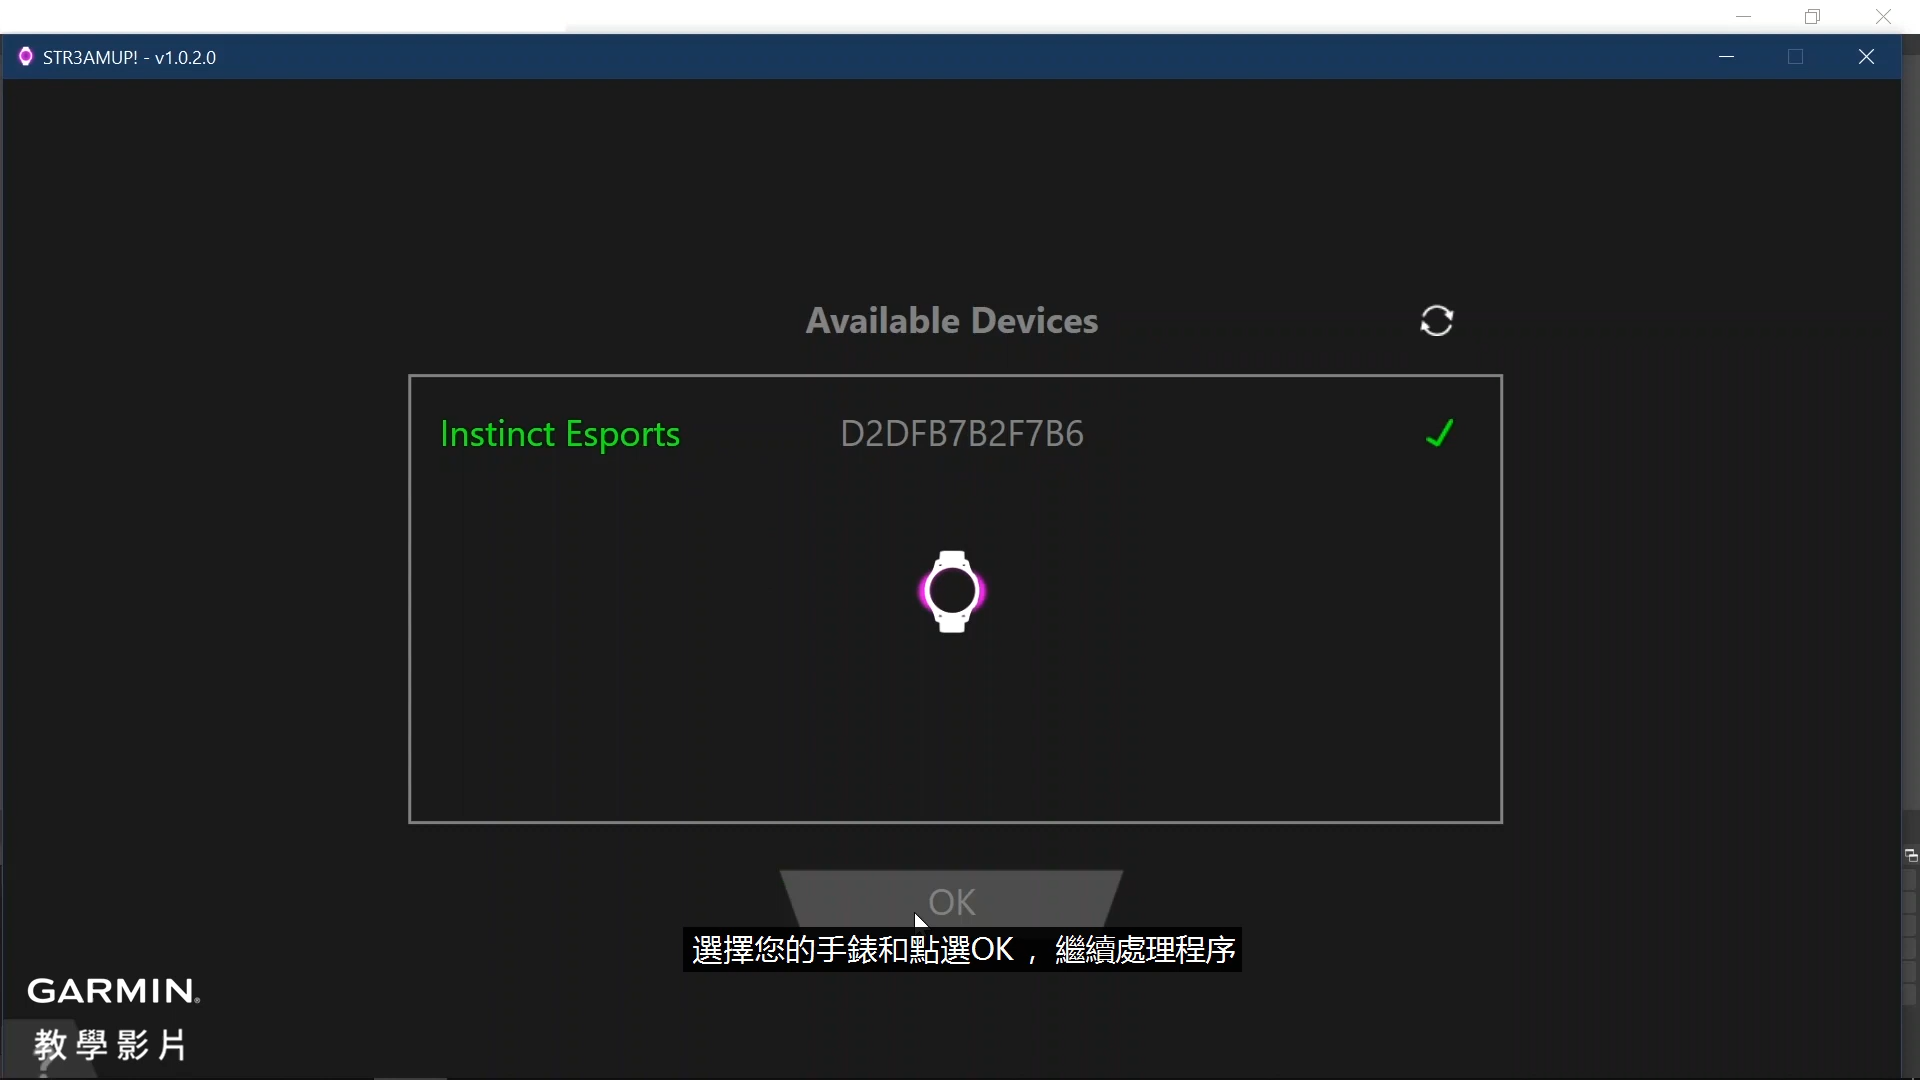 STR3AMUP! - v1.0.2.0
Available Devices
Instinct Esports D2DFB7B2F7B6
OK
選擇您的手錶和點選OK ，繼續處理程序
GARMIN®
教學影片
?